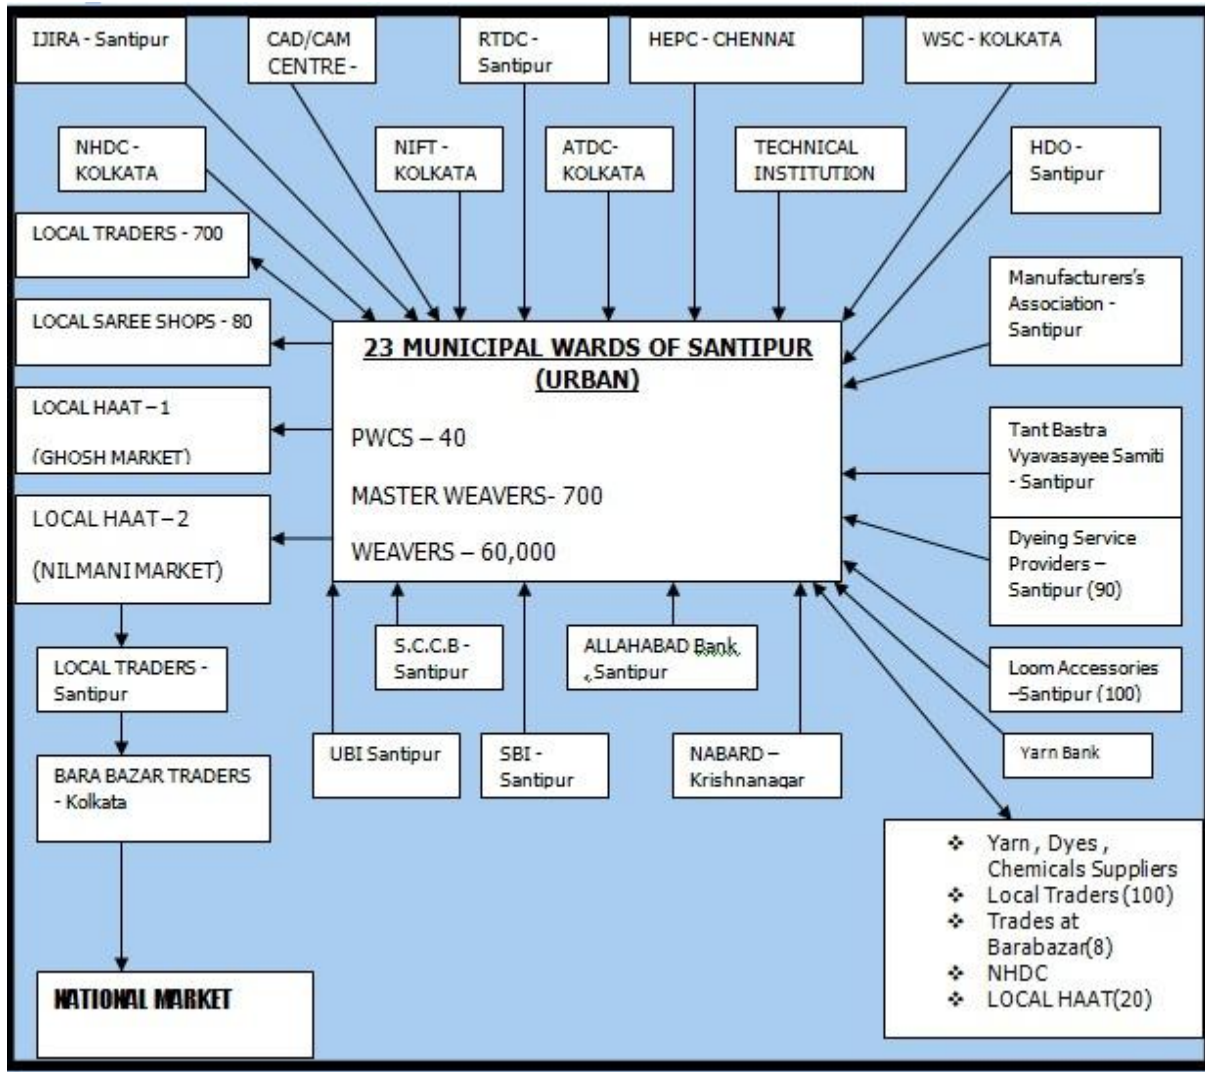 IJIRA - Santipur
CAD/CAM
CENTRE -
RTDC -
Santipur
HEPC - CHENNAI
WSC - KOLKATA
NHDC -
KOLKATA
NIFT -
KOLKATA
ATDC-
KOLKATA
TECHNICAL
INSTITUTION
HDO -
Santipur
LOCAL TRADERS - 700
LOCAL SAREE SHOPS - 80
LOCAL HAAT – 1
(GHOSH MARKET)
LOCAL HAAT – 2
(NILMANI MARKET)
LOCAL TRADERS -
Santipur
BARA BAZAR TRADERS
- Kolkata
NATIONAL MARKET
23 MUNICIPAL WARDS OF SANTIPUR
(URBAN)
PWCS – 40
MASTER WEAVERS- 700
WEAVERS – 60,000
S.C.C.B -
Santipur
ALLAHABAD Bank
,Santipur
UBI Santipur
SBI -
Santipur
NABARD –
Krishnanagar
Manufacturers's
Association -
Santipur
Tant Bastra
Vyavasayee Samiti
- Santipur
Dyeing Service
Providers –
Santipur (90)
Loom Accessories
–Santipur (100)
Yarn Bank
❖ Yarn , Dyes ,
Chemicals Suppliers
❖ Local Traders (100)
❖ Trades at
Barabazar(8)
❖ NHDC
❖ LOCAL HAAT(20)